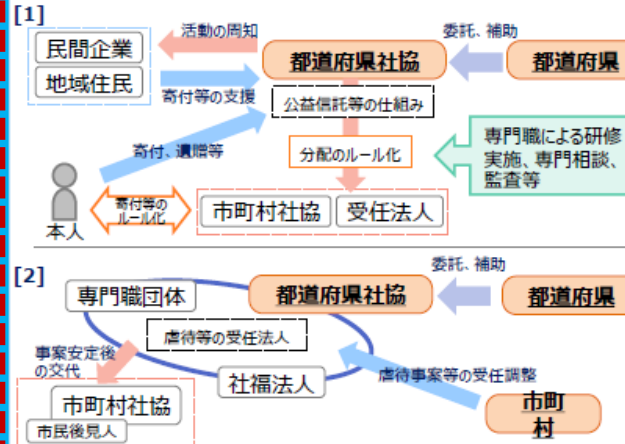 [1]
民間企業
地域住民
活動の周知
寄付等の支援
都道府県社協
委託、補助
都道府県
公益信託等の仕組み
寄付、遺贈等
分配のルール化
専門職による研修
実施、専門相談、
監査等
本人
寄付等の
ルール化
市町村社協
受任法人
[2]
専門職団体
都道府県社協
委託、補助
都道府県
虐待等の受任法人
事案安定後
の交代
社福法人
虐待事案等の受任調整
市町村社協
市民後見人
市町
村